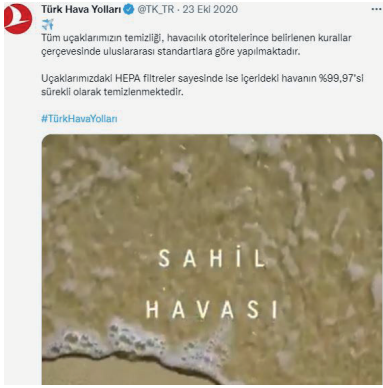 Türk Hava Yolları @TK_TR · 23 Eki 2020
Tüm uçaklarımızın temizliği, havacılık otoritelerince belirlenen kurallar
çerçevesinde uluslararası standartlara göre yapılmaktadır.
Uçaklarımızdaki HEPA filtreler sayesinde ise içerideki havanın %99,97'si
sürekli olarak temizlenmektedir.
#TürkHavaYolları
SAHİL
HAVASI